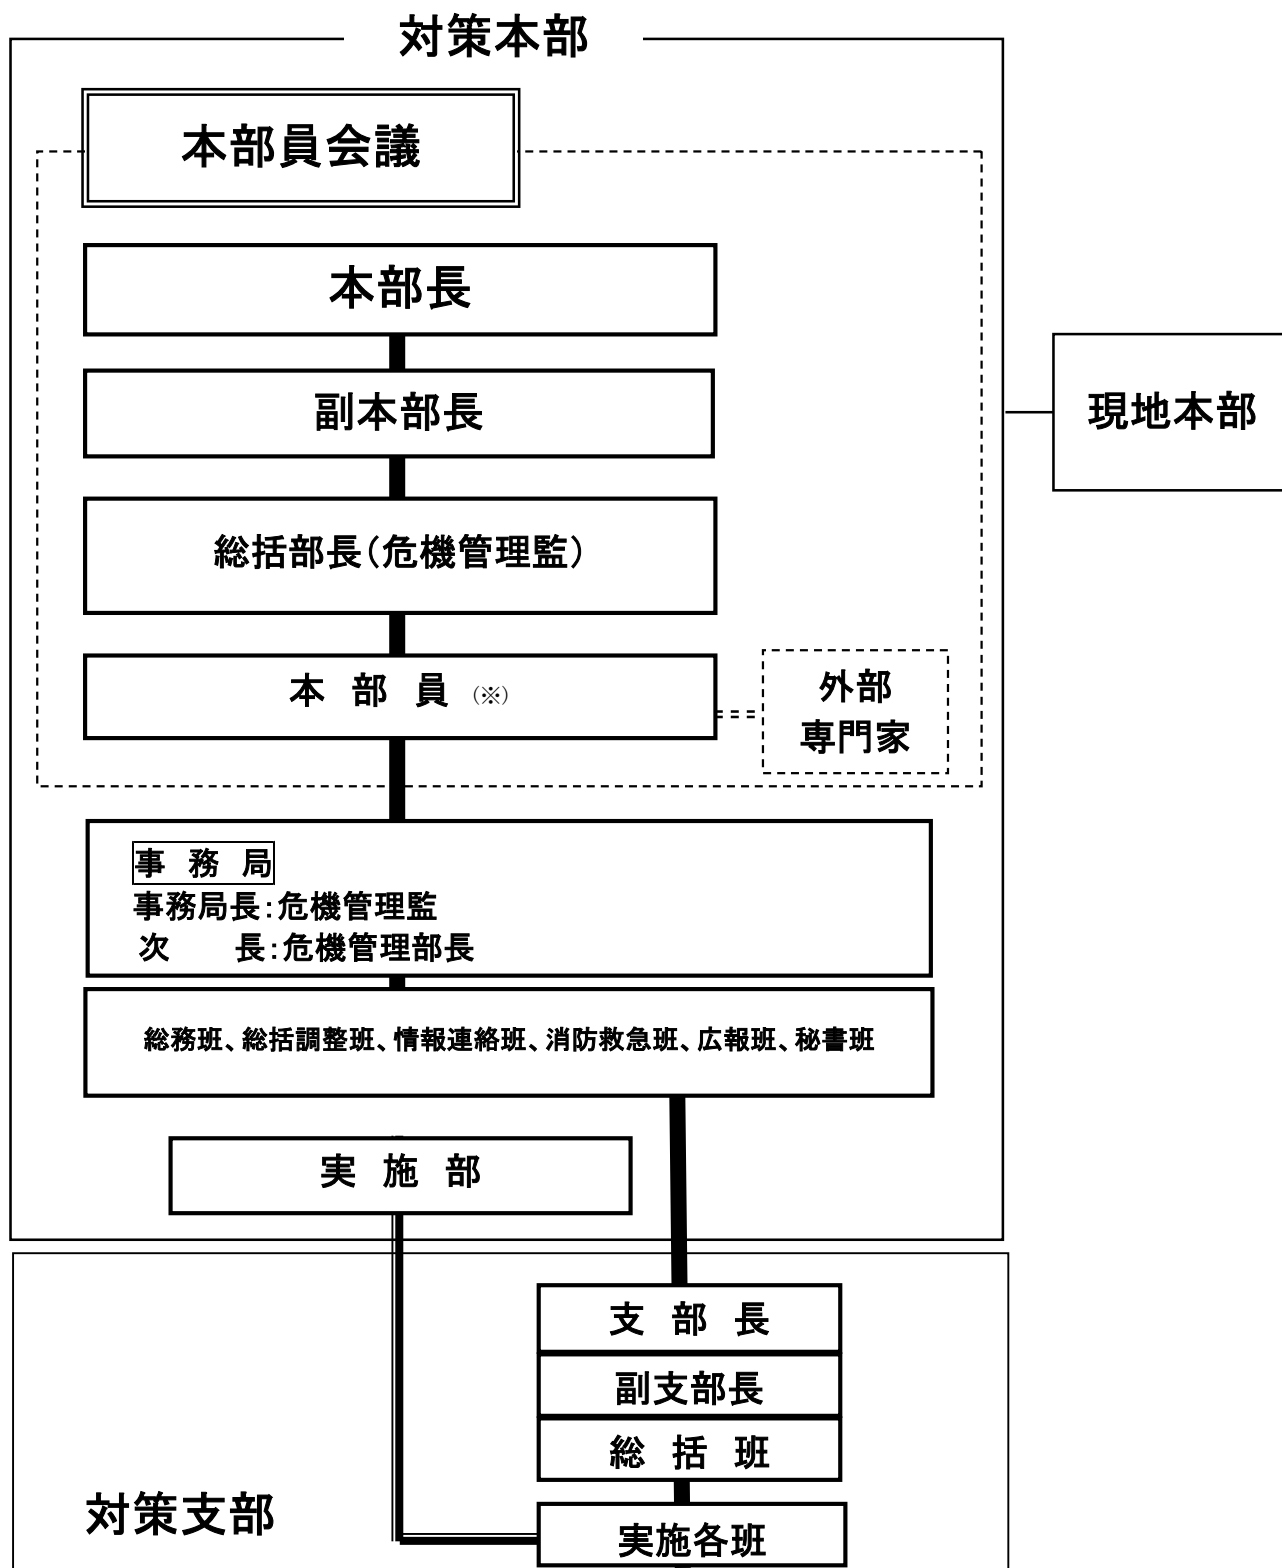 対策本部
本部員会議
本部長
副本部長
現地本部
総括部長(危機管理監)
本 部 員 (※)
外部
専門家
事 務 局
事務局長:危機管理監
次 長:危機管理部長
総務班、総括調整班、情報連絡班、消防救急班、広報班、秘書班
実 施 部
支 部 長
副支部長
総 括 班
対策支部
実施各班